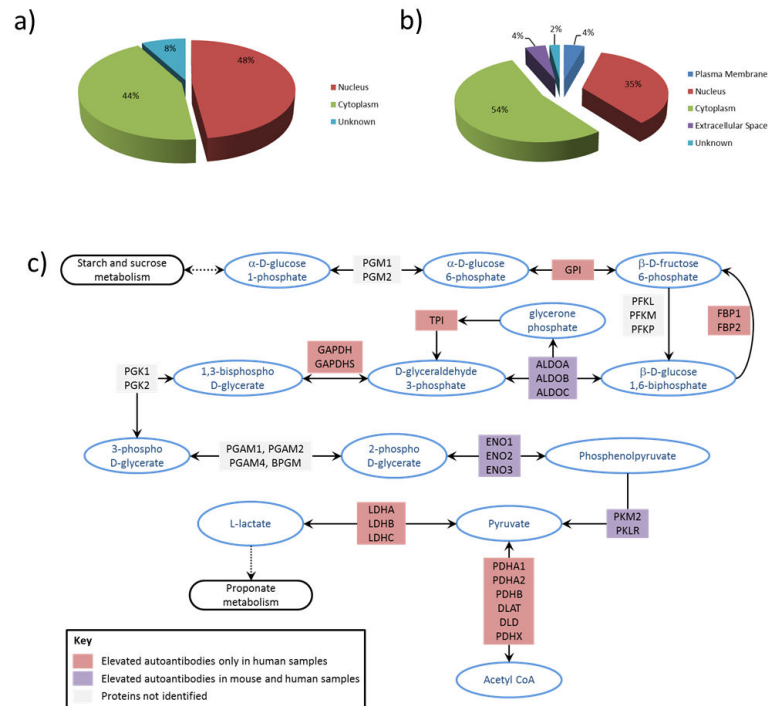 a)
8%
48%
44%
Nucleus
Cytoplasm
Unknown
b)
4%
2%
4%
35%
54%
Plasma Membrane
Nucleus
Cytoplasm
Extracellular Space
Unknown
c)
Starch and sucrose
metabolism
α-D-glucose
1-phosphate
PGM1
PGM2
α-D-glucose
6-phosphate
GPI
β-D-fructose
6-phosphate
PFKL
PFKM
PFKP
FBP1
FBP2
TPI
glycerone
phosphate
PGK1
PGK2
1,3-bisphospho
D-glycerate
GAPDH
GAPDHS
D-glyceraldehyde
3-phosphate
ALDOA
ALDOB
ALDOC
β-D-glucose
1,6-biphosphate
3-phospho
D-glycerate
PGAM1, PGAM2
PGAM4, BPGM
2-phospho
D-glycerate
ENO1
ENO2
ENO3
Phosphenolpyruvate
L-lactate
LDHA
LDHB
LDHC
Pyruvate
PKM2
PKLR
Proponate
metabolism
PDHA1
PDHA2
PDHB
DLAT
DLD
PDHX
Acetyl CoA
Key
Elevated autoantibodies only in human samples
Elevated autoantibodies in mouse and human samples
Proteins not identified